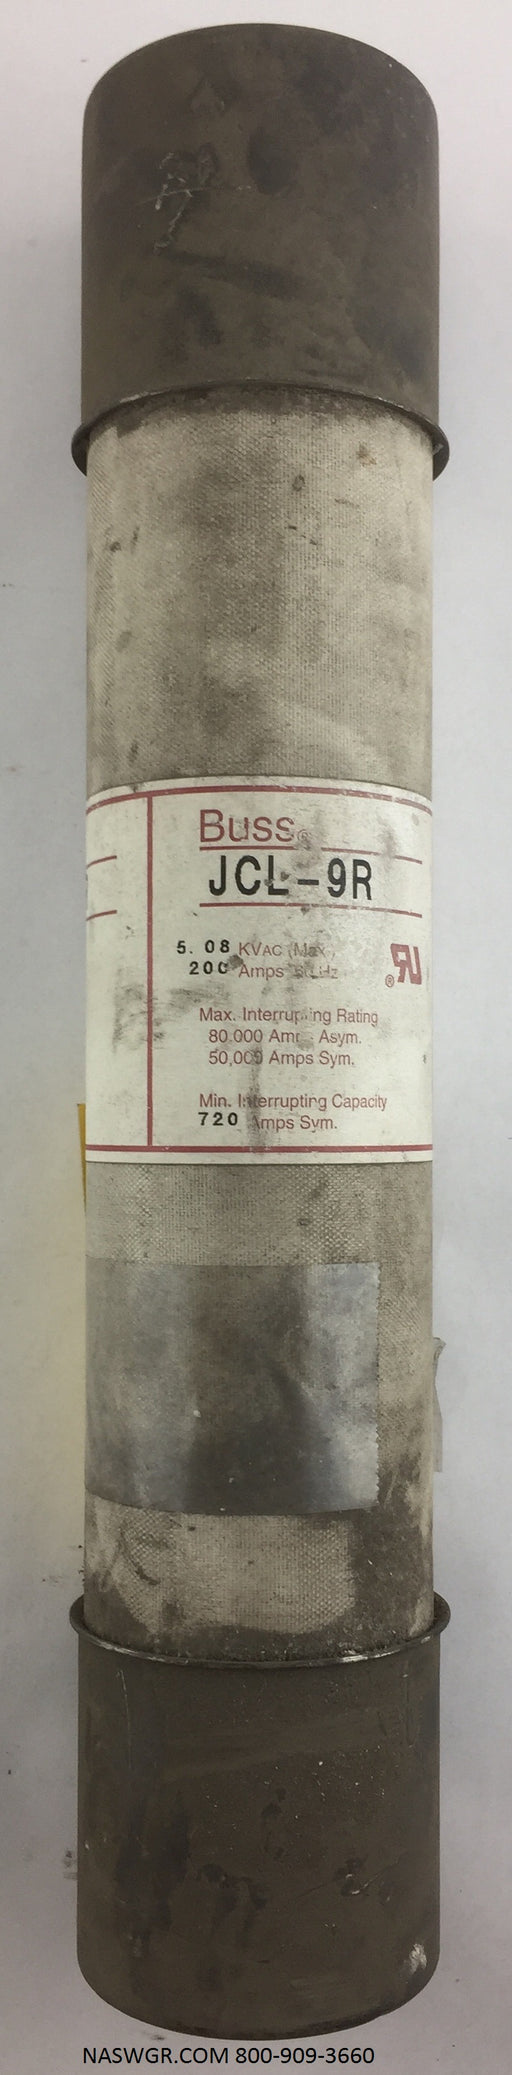 Buss®
JCL-9R
5.08 KVAC (Max.)
200 Amps Hz
Max. Interrupting Rating
80.000 Amps Asym.
50,000 Amps Sym.
Min. Interrupting Capacity
720 Amps Sym.
NASWGR.COM 800-909-3660